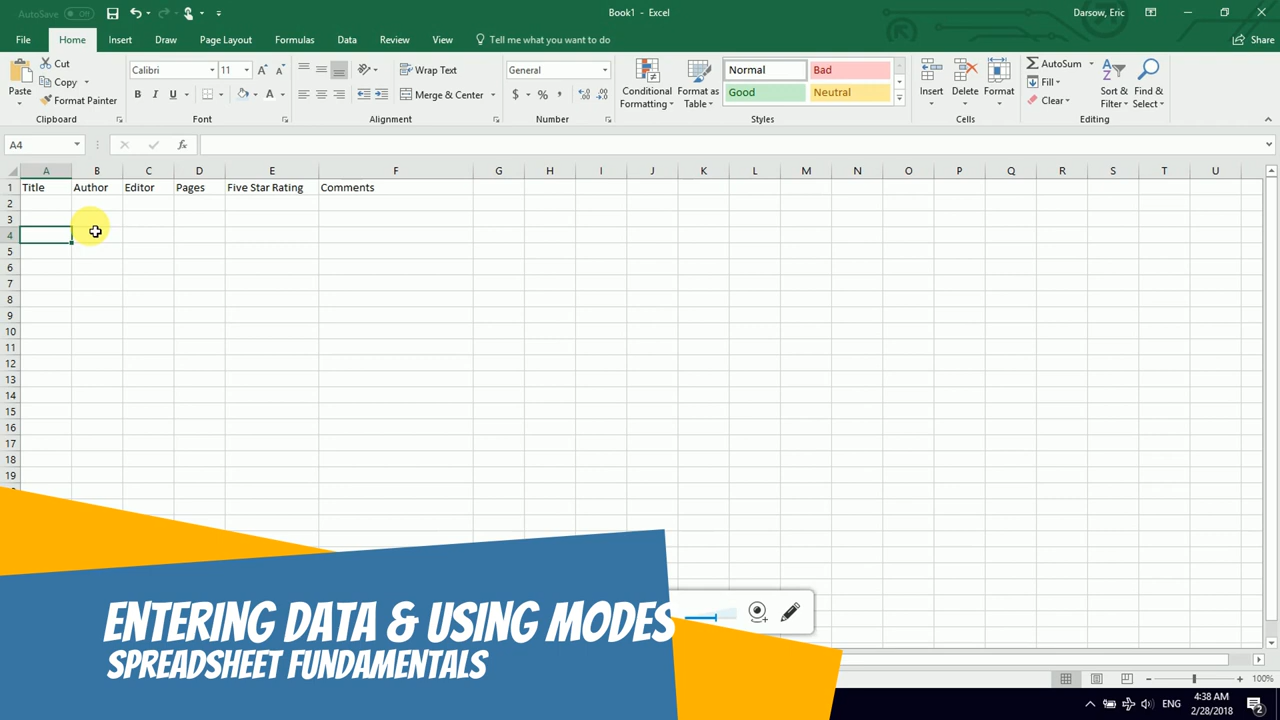 AutoSave Off
Book1 - Excel
Darsow, Eric
File Home Insert Draw Page Layout Formulas Data Review View Tell me what you want to do Share
Paste
Cut
Copy
Format Painter
Clipboard
Calibri 11
B I U
Font
Wrap Text
Merge & Center
Alignment
General
$ % ,
Number
Conditional Formatting
Format as Table
Normal Bad
Good Neutral
Styles
Insert Delete Format
Cells
AutoSum
Fill
Clear
Sort & Filter
Find & Select
Editing
A4
fx
A B C D E F G H I J K L M N O P Q R S T U
1 Title Author Editor Pages Five Star Rating Comments
2
3
4
5
6
7
8
9
10
11
12
13
14
15
16
17
18
19
ENTERING DATA & USING MODES
SPREADSHEET FUNDAMENTALS
100%
ENG
4:38 AM
2/28/2018
2